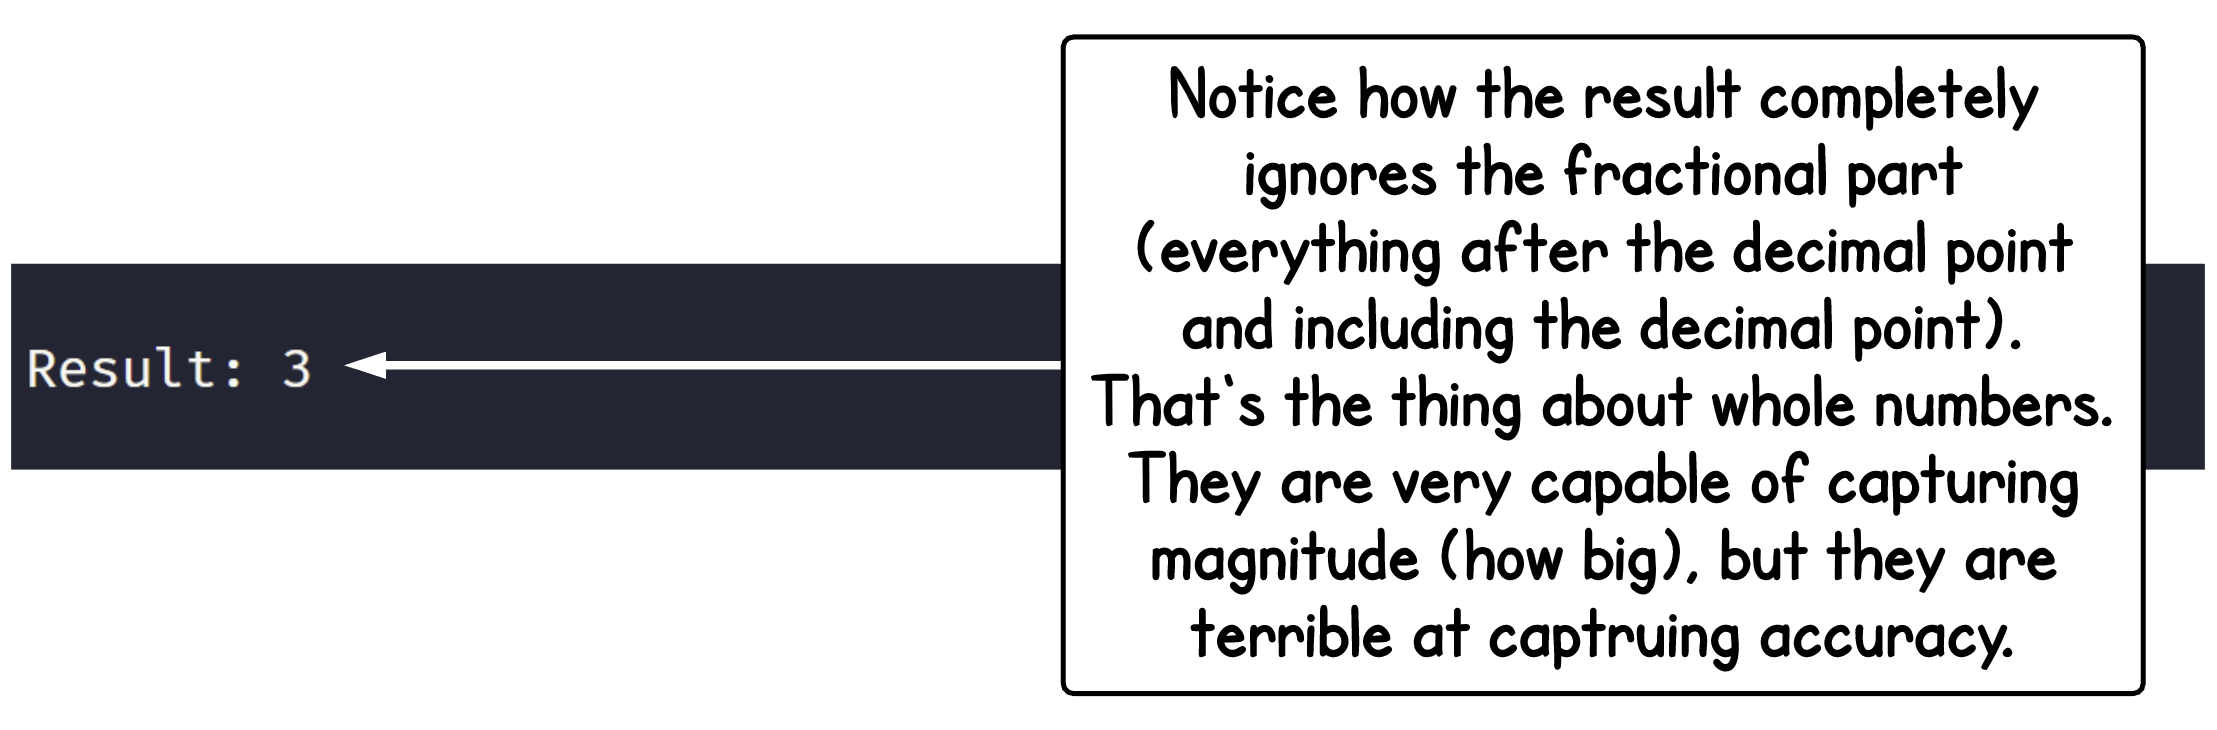 Result: 3
Notice how the result completely
ignores the fractional part
(everything after the decimal point
and including the decimal point).
That`s the thing about whole numbers.
They are very capable of capturing
magnitude (how big), but they are
terrible at captruing accuracy.